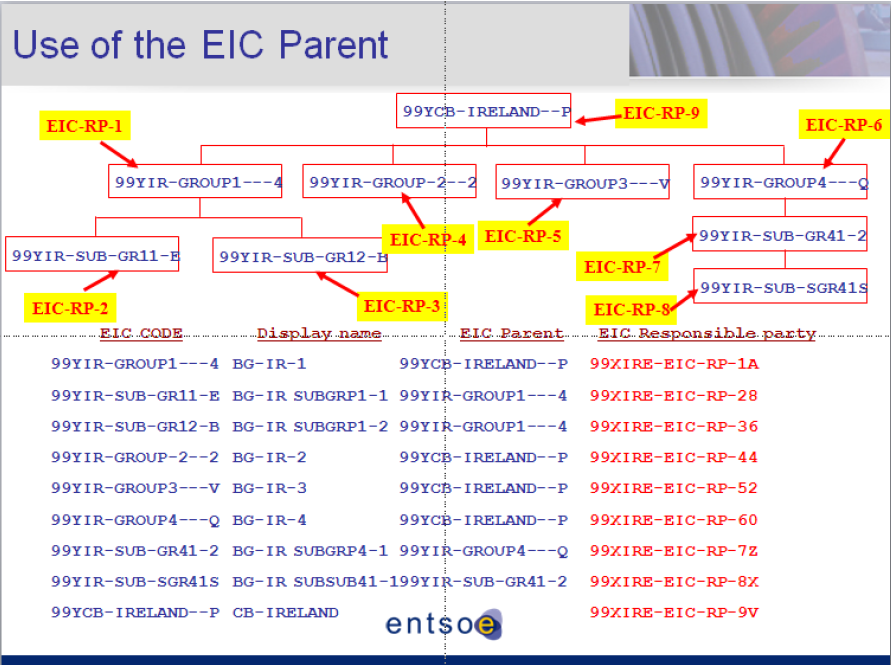 Use of the EIC Parent
99YCB-IRELAND--P
EIC-RP-9
EIC-RP-1
EIC-RP-6
99YIR-GROUP1---4
99YIR-GROUP-2--2
99YIR-GROUP3---V
99YIR-GROUP4---Q
EIC-RP-4
EIC-RP-5
99YIR-SUB-GR11-E
99YIR-SUB-GR12-B
99YIR-SUB-GR41-2
EIC-RP-7
99YIR-SUB-SGR41S
EIC-RP-2
EIC-RP-3
EIC-RP-8
EIC CODE Display name EIC Parent EIC Responsible party
99YIR-GROUP1---4 BG-IR-1 99YCB-IRELAND--P 99XIRE-EIC-RP-1A
99YIR-SUB-GR11-E BG-IR SUBGRP1-1 99YIR-GROUP1---4 99XIRE-EIC-RP-28
99YIR-SUB-GR12-B BG-IR SUBGRP1-2 99YIR-GROUP1---4 99XIRE-EIC-RP-36
99YIR-GROUP-2--2 BG-IR-2 99YCB-IRELAND--P 99XIRE-EIC-RP-44
99YIR-GROUP3---V BG-IR-3 99YCB-IRELAND--P 99XIRE-EIC-RP-52
99YIR-GROUP4---Q BG-IR-4 99YCB-IRELAND--P 99XIRE-EIC-RP-60
99YIR-SUB-GR41-2 BG-IR SUBGRP4-1 99YIR-GROUP4---Q 99XIRE-EIC-RP-7Z
99YIR-SUB-SGR41S BG-IR SUBSUB41-1 99YIR-SUB-GR41-2 99XIRE-EIC-RP-8X
99YCB-IRELAND--P CB-IRELAND 99XIRE-EIC-RP-9V
entsoe